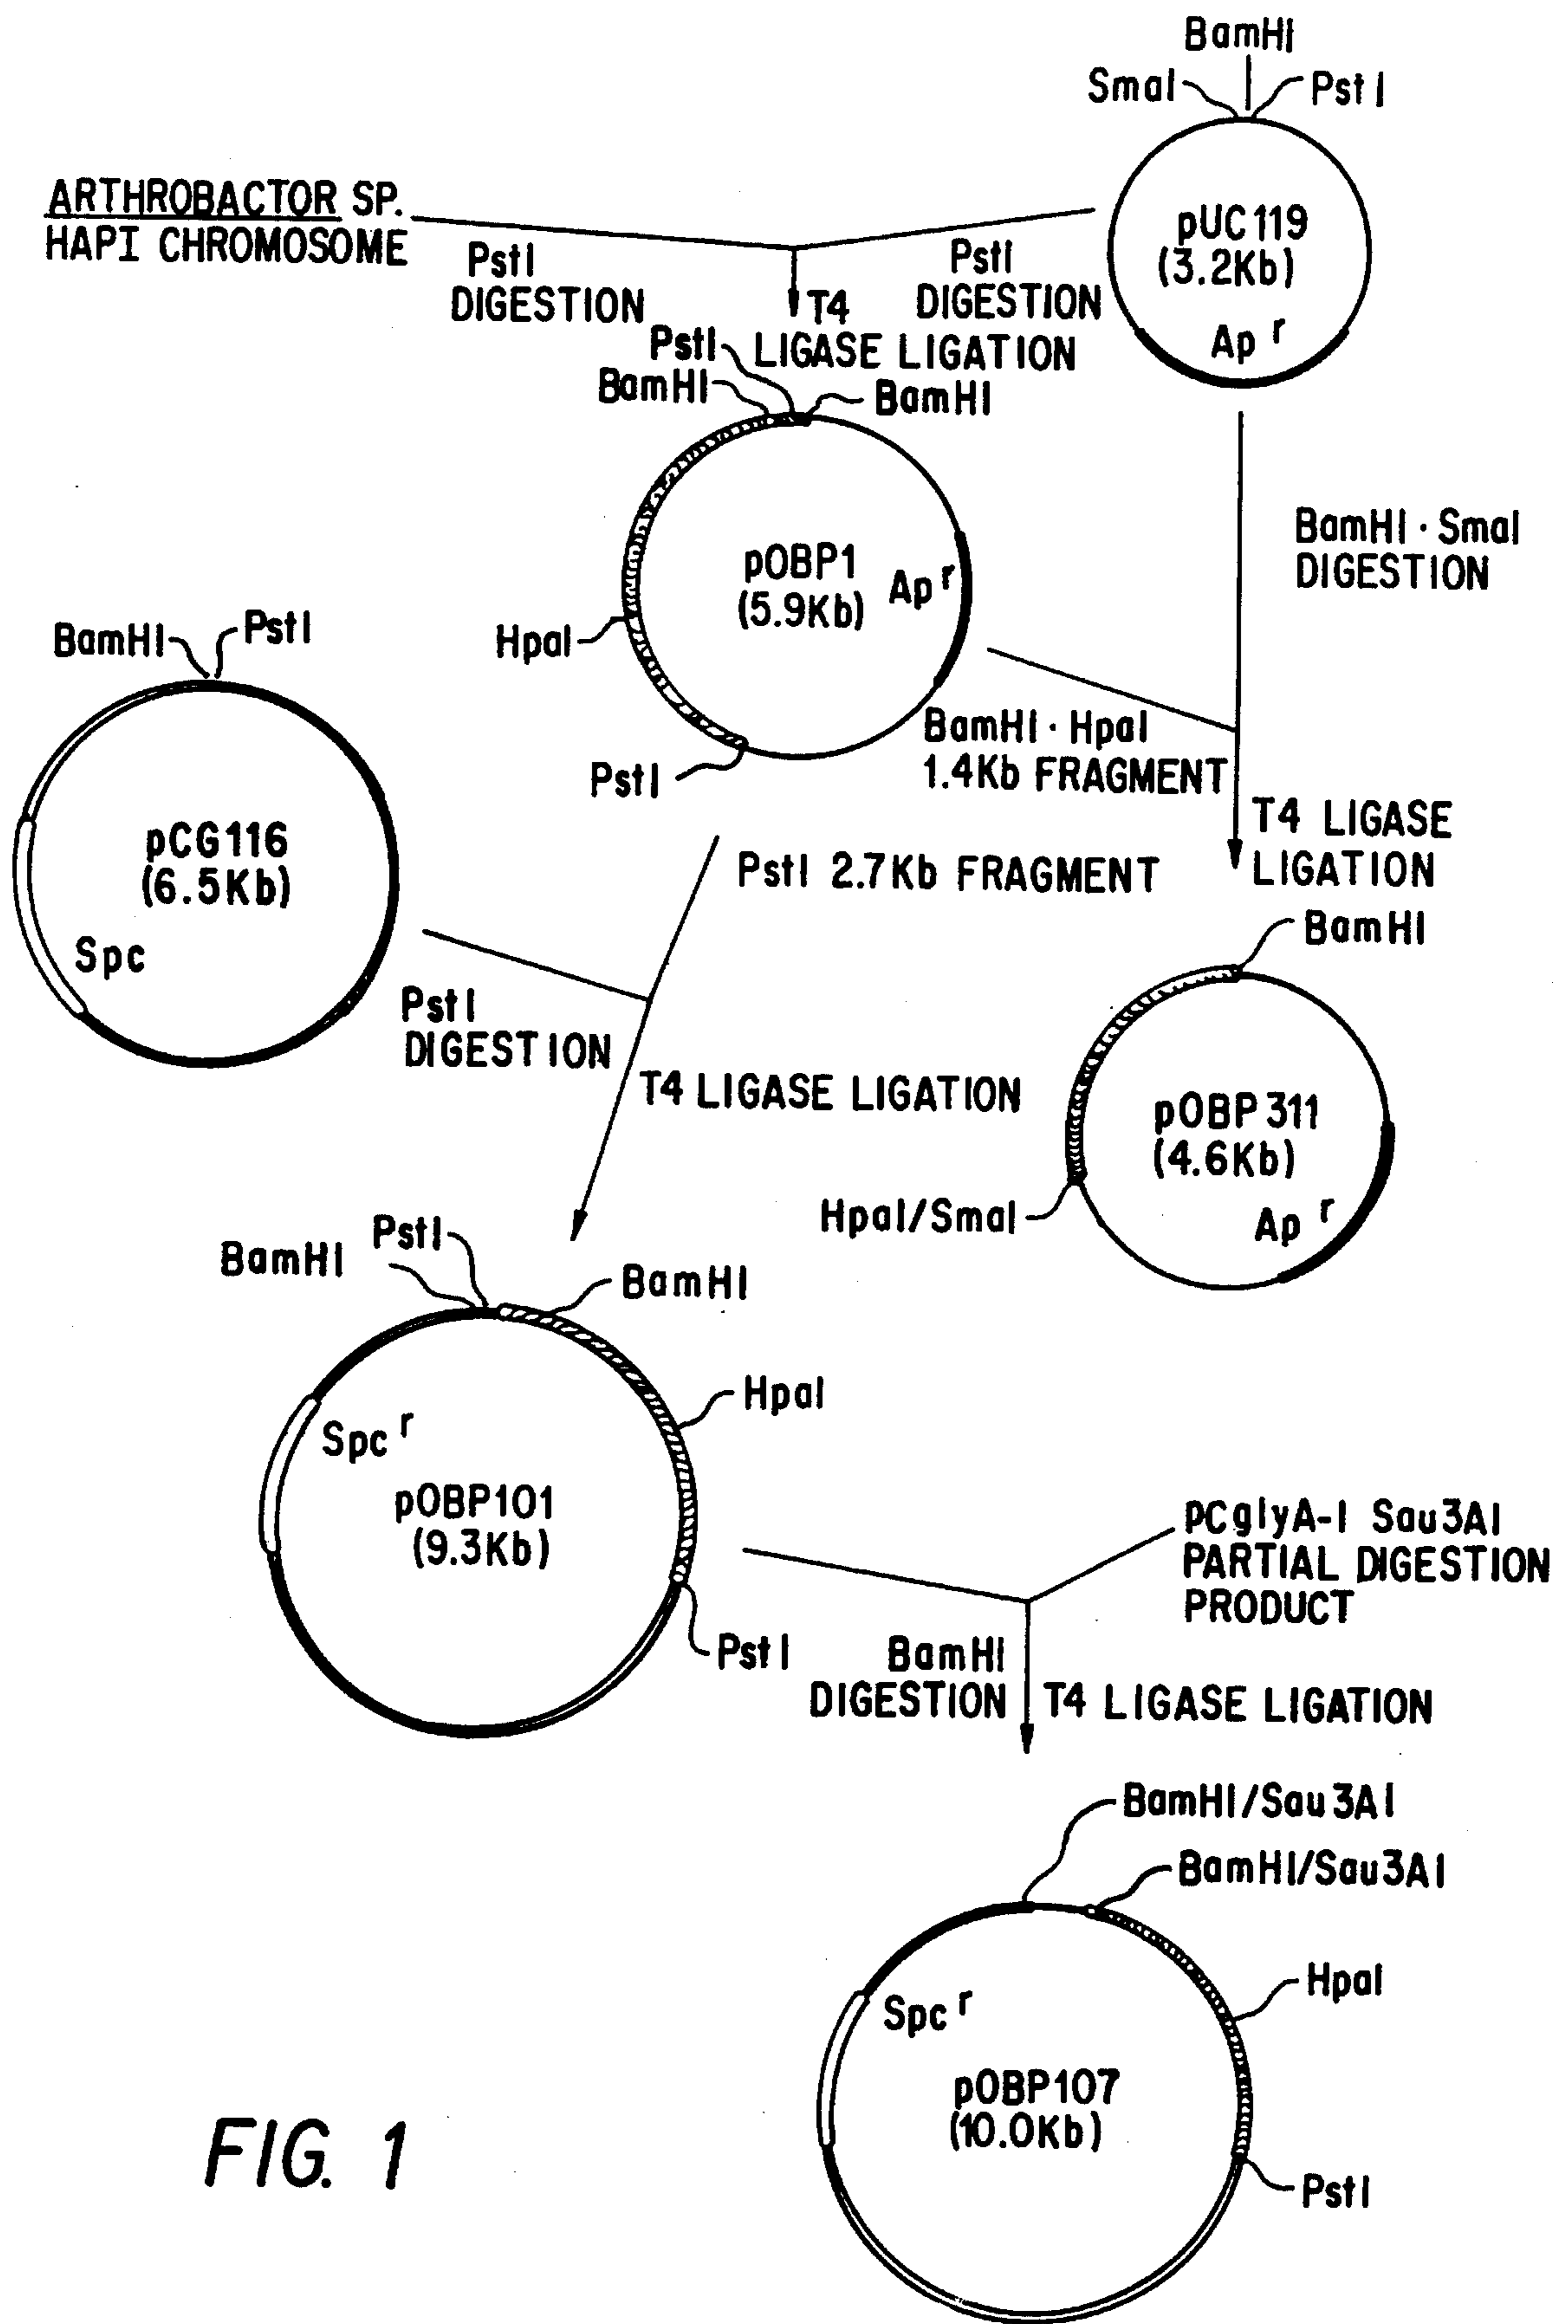 BamHI
SmaI
PstI
ARTHROBACTOR SP.
HAPI CHROMOSOME
pUC119
(3.2Kb)
Ap r
PstI
DIGESTION
PstI
DIGESTION
T4
LIGASE LIGATION
PstI
BamHI
BamHI
pOBP1
(5.9Kb)
Ap r
HpaI
PstI
BamHI · SmaI
DIGESTION
BamHI
PstI
BamHI · HpaI
1.4Kb FRAGMENT
pCG116
(6.5Kb)
Spc
T4 LIGASE
LIGATION
PstI 2.7Kb FRAGMENT
BamHI
PstI
DIGESTION
T4 LIGASE LIGATION
pOBP311
(4.6Kb)
HpaI/SmaI
Ap r
PstI
BamHI
BamHI
HpaI
Spc r
pOBP101
(9.3Kb)
PCglyA-I Sau3AI
PARTIAL DIGESTION
PRODUCT
PstI
BamHI
DIGESTION
T4 LIGASE LIGATION
BamHI/Sau3AI
BamHI/Sau3AI
HpaI
Spc r
pOBP107
(10.0Kb)
PstI
FIG. 1